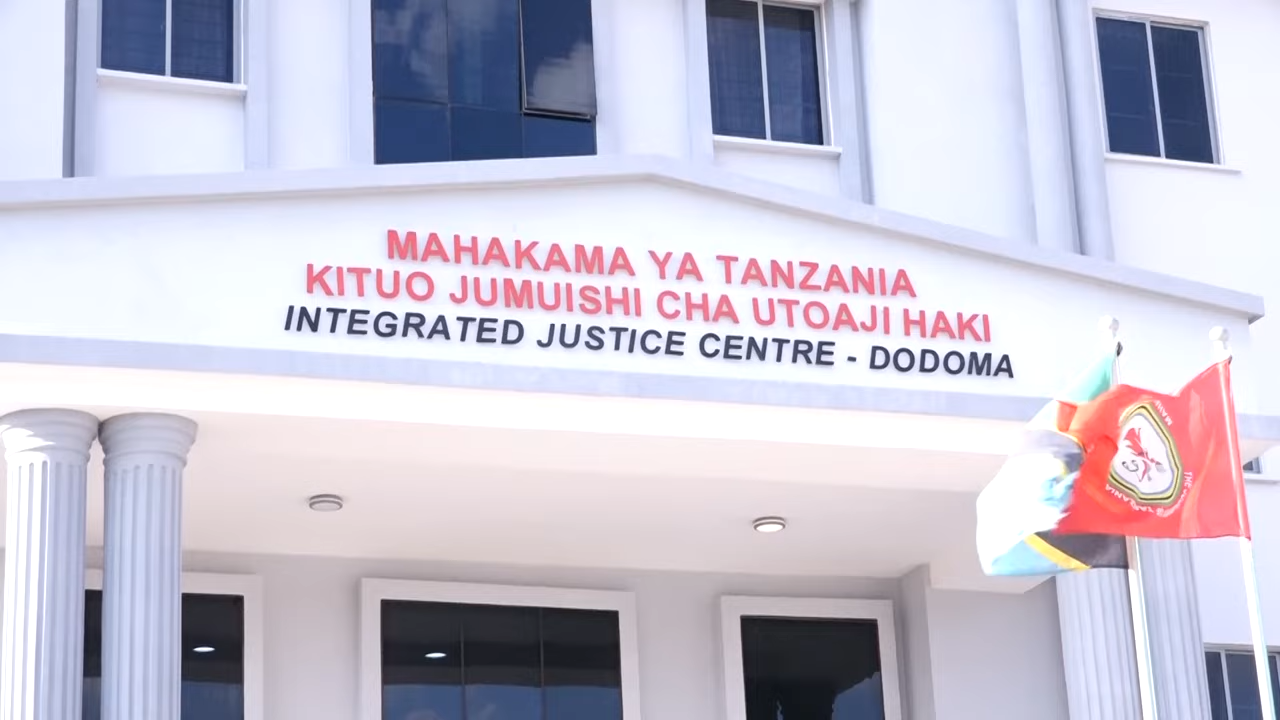 MAHAKAMA YA TANZANIA
KITUO JUMUISHI CHA UTOAJI HAKI
INTEGRATED JUSTICE CENTRE - DODOMA